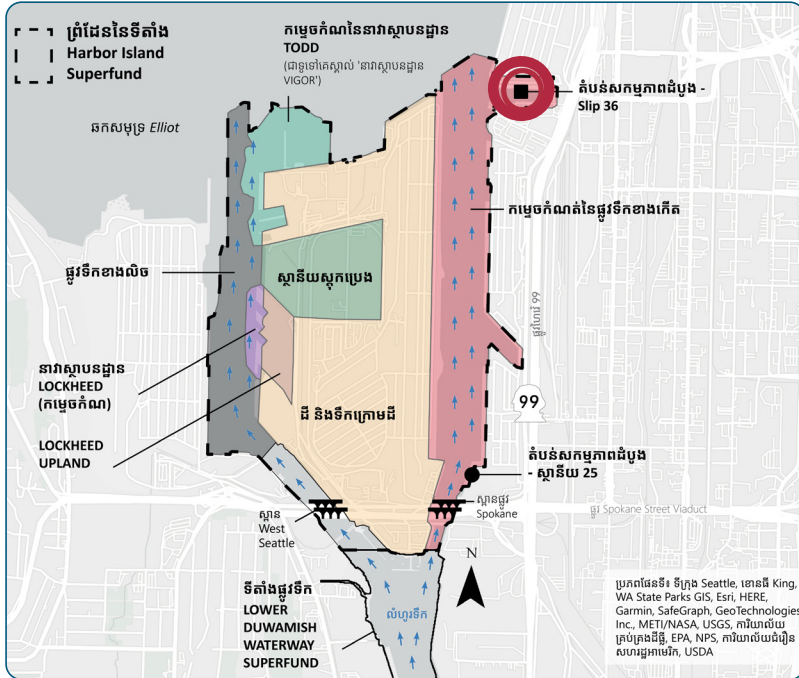 ព្រំដែននៃទីតាំង
Harbor Island
Superfund
កម្ទេចកំណនៃនាវាស្ថាបនដ្ឋាន
TODD
(ជាទូទៅគេស្គាល់ 'នាវាស្ថាបនដ្ឋាន
VIGOR')
តំបន់សកម្មភាពដំបូង -
Slip 36
ឆកសមុទ្រ Elliot
កម្ទេចកំណត់នៃផ្លូវទឹកខាងកើត
ផ្លូវទឹកខាងលិច
ស្ថានីយស្តុកប្រេង
ផ្លូវហាយវេ 99
នាវាស្ថាបនដ្ឋាន
LOCKHEED
(កម្ទេចកំណ)
LOCKHEED
UPLAND
ដី និងទឹកក្រោមដី
99
តំបន់សកម្មភាពដំបូង
- ស្ថានីយ 25
ស្ពាន
West
Seattle
ស្ពានផ្លូវ
Spokane
ផ្លូវ Spokane Street Viaduct
N
ទីតាំងផ្លូវទឹក
LOWER
DUWAMISH
WATERWAY
SUPERFUND
លំហូរទឹក
ប្រភពផែនទី៖ ទីក្រុង Seattle, ខោនធី King,
WA State Parks GIS, Esri, HERE,
Garmin, SafeGraph, GeoTechnologies
Inc., METI/NASA, USGS, ការិយាល័យ
គ្រប់គ្រងដីធ្លី, EPA, NPS, ការិយាល័យជំរឿន
សហរដ្ឋអាមេរិក, USDA